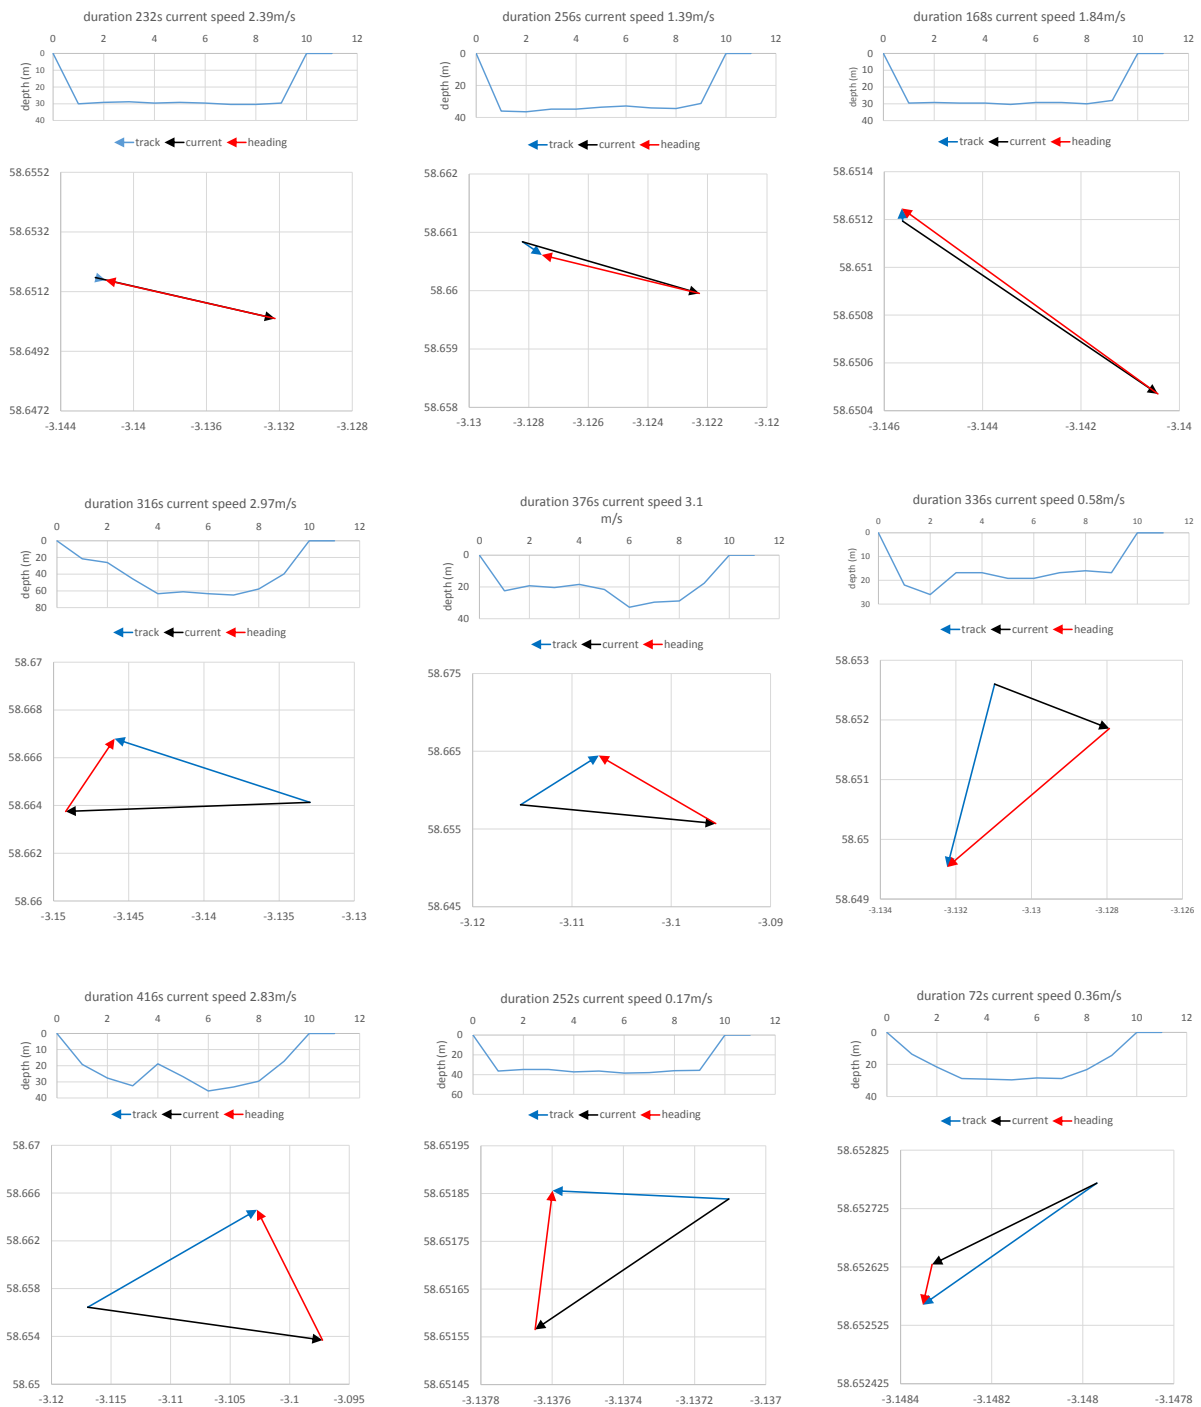 duration 232s current speed 2.39m/s
0 2 4 6 8 10 12
0
10
20
30
40
depth (m)
track current heading
58.6552
58.6532
58.6512
58.6492
58.6472
-3.144 -3.14 -3.136 -3.132 -3.128
duration 256s current speed 1.39m/s
0 2 4 6 8 10 12
0
20
40
depth (m)
track current heading
58.662
58.661
58.66
58.659
58.658
-3.13 -3.128 -3.126 -3.124 -3.122 -3.12
duration 168s current speed 1.84m/s
0 2 4 6 8 10 12
0
10
20
30
40
depth (m)
track current heading
58.6514
58.6512
58.651
58.6508
58.6506
58.6504
-3.146 -3.144 -3.142 -3.14
duration 316s current speed 2.97m/s
0 2 4 6 8 10 12
0
20
40
60
80
depth (m)
track current heading
58.67
58.668
58.666
58.664
58.662
58.66
-3.15 -3.145 -3.14 -3.135 -3.13
duration 376s current speed 3.1
m/s
0 2 4 6 8 10 12
0
20
40
depth (m)
track current heading
58.675
58.665
58.655
58.645
-3.12 -3.11 -3.1 -3.09
duration 336s current speed 0.58m/s
0 2 4 6 8 10 12
0
10
20
30
depth (m)
track current heading
58.653
58.652
58.651
58.65
58.649
-3.134 -3.132 -3.13 -3.128 -3.126
duration 416s current speed 2.83m/s
0 2 4 6 8 10 12
0
10
20
30
40
depth (m)
track current heading
58.67
58.666
58.662
58.658
58.654
58.65
-3.12 -3.115 -3.11 -3.105 -3.1 -3.095
duration 252s current speed 0.17m/s
0 2 4 6 8 10 12
0
20
40
60
depth (m)
track current heading
58.65195
58.65185
58.65175
58.65165
58.65155
58.65145
-3.1378 -3.1376 -3.1374 -3.1372 -3.137
duration 72s current speed 0.36m/s
0 2 4 6 8 10 12
0
20
40
depth (m)
track current heading
58.652825
58.652725
58.652625
58.652525
58.652425
-3.1484 -3.1482 -3.148 -3.1478